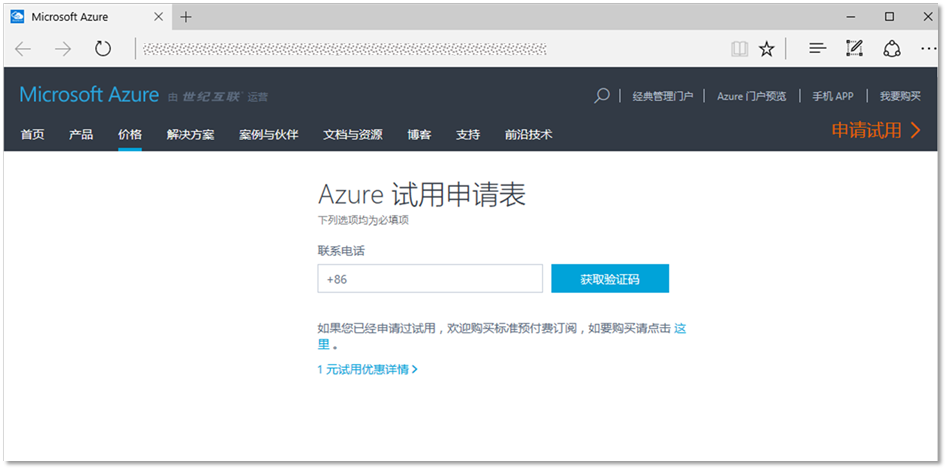 Microsoft Azure
Microsoft Azure 由 世纪互联 运营
经典管理门户 Azure 门户预览 手机 APP 我要购买
首页 产品 价格 解决方案 案例与伙伴 文档与资源 博客 支持 前沿技术 申请试用
Azure 试用申请表
下列选项均为必填项
联系电话
+86 获取验证码
如果您已经申请过试用，欢迎购买标准预付费订阅，如要购买请点击 这
里 。
1 元试用优惠详情